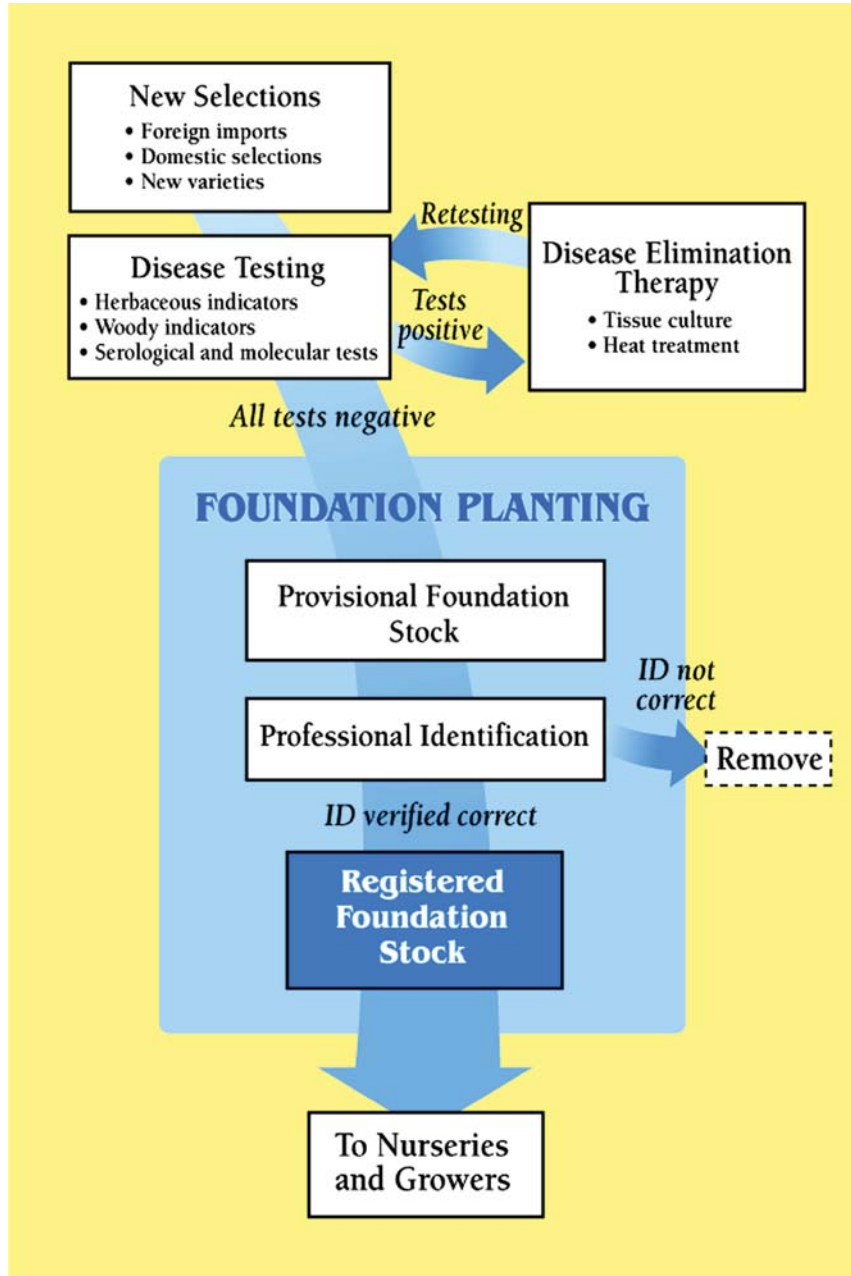 New Selections
• Foreign imports
• Domestic selections
• New varieties
Retesting
Disease Testing
• Herbaceous indicators
• Woody indicators
• Serological and molecular tests
Tests
positive
Disease Elimination
Therapy
• Tissue culture
• Heat treatment
All tests negative
FOUNDATION PLANTING
Provisional Foundation
Stock
ID not
correct
Professional Identification
Remove
ID verified correct
Registered
Foundation
Stock
To Nurseries
and Growers